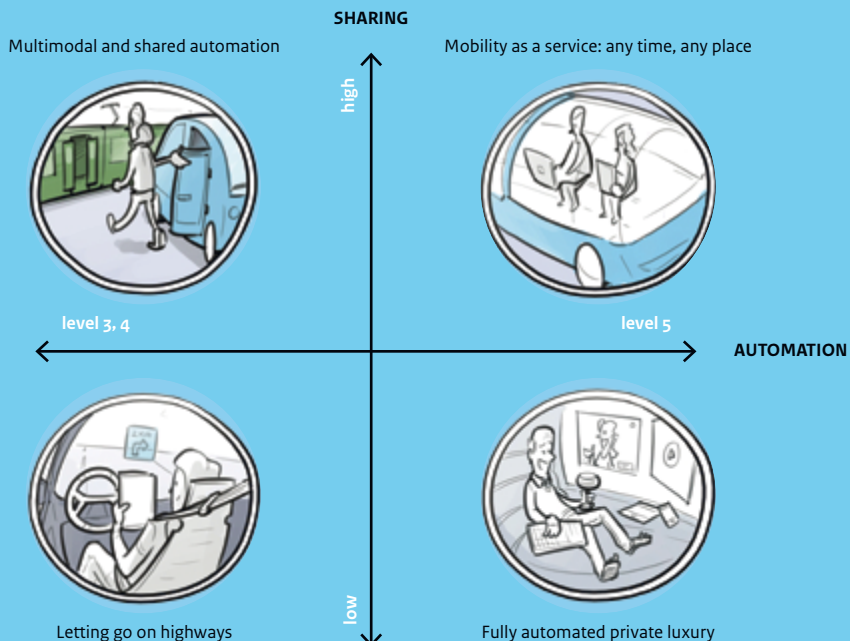 SHARING
Multimodal and shared automation
Mobility as a service: any time, any place
high
level 3, 4
level 5
AUTOMATION
low
Letting go on highways
Fully automated private luxury